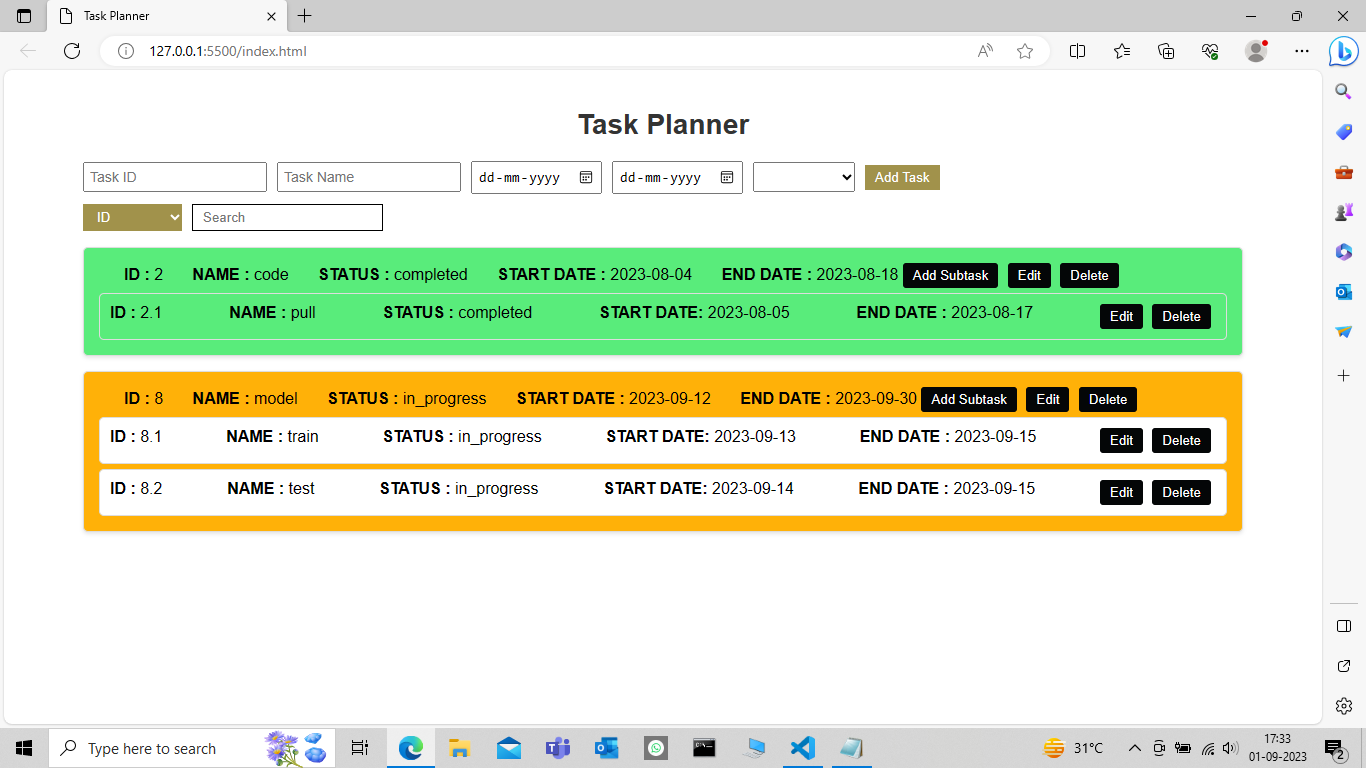 Task Planner
127.0.0.1:5500/index.html
Task Planner
Task ID Task Name dd-mm-yyyy dd-mm-yyyy Add Task
ID Search
ID : 2 NAME : code STATUS : completed START DATE : 2023-08-04 END DATE : 2023-08-18 Add Subtask Edit Delete
ID : 2.1 NAME : pull STATUS : completed START DATE: 2023-08-05 END DATE : 2023-08-17 Edit Delete
ID : 8 NAME : model STATUS : in_progress START DATE : 2023-09-12 END DATE : 2023-09-30 Add Subtask Edit Delete
ID : 8.1 NAME : train STATUS : in_progress START DATE: 2023-09-13 END DATE : 2023-09-15 Edit Delete
ID : 8.2 NAME : test STATUS : in_progress START DATE: 2023-09-14 END DATE : 2023-09-15 Edit Delete
Type here to search 31°C 17:33
01-09-2023 2